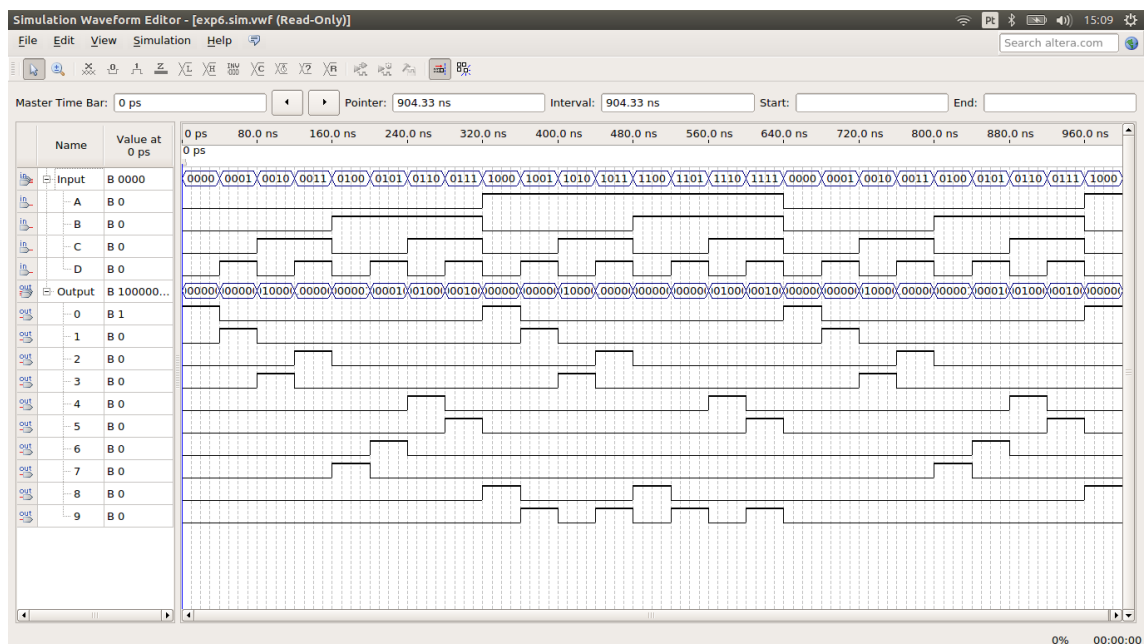 Simulation Waveform Editor - [exp6.sim.vwf (Read-Only)] Pt 15:09
File Edit View Simulation Help Search altera.com
Master Time Bar: 0 ps Pointer: 904.33 ns Interval: 904.33 ns Start: End:
Name Value at 0 ps 0 ps 80.0 ns 160.0 ns 240.0 ns 320.0 ns 400.0 ns 480.0 ns 560.0 ns 640.0 ns 720.0 ns 800.0 ns 880.0 ns 960.0 ns
0 ps
Input B 0000 0000 0001 0010 0011 0100 0101 0110 0111 1000 1001 1010 1011 1100 1101 1110 1111 0000 0001 0010 0011 0100 0101 0110 0111 1000
A B 0
B B 0
C B 0
D B 0
Output B 100000...
0 B 1
1 B 0
2 B 0
3 B 0
4 B 0
5 B 0
6 B 0
7 B 0
8 B 0
9 B 0
0% 00:00:00